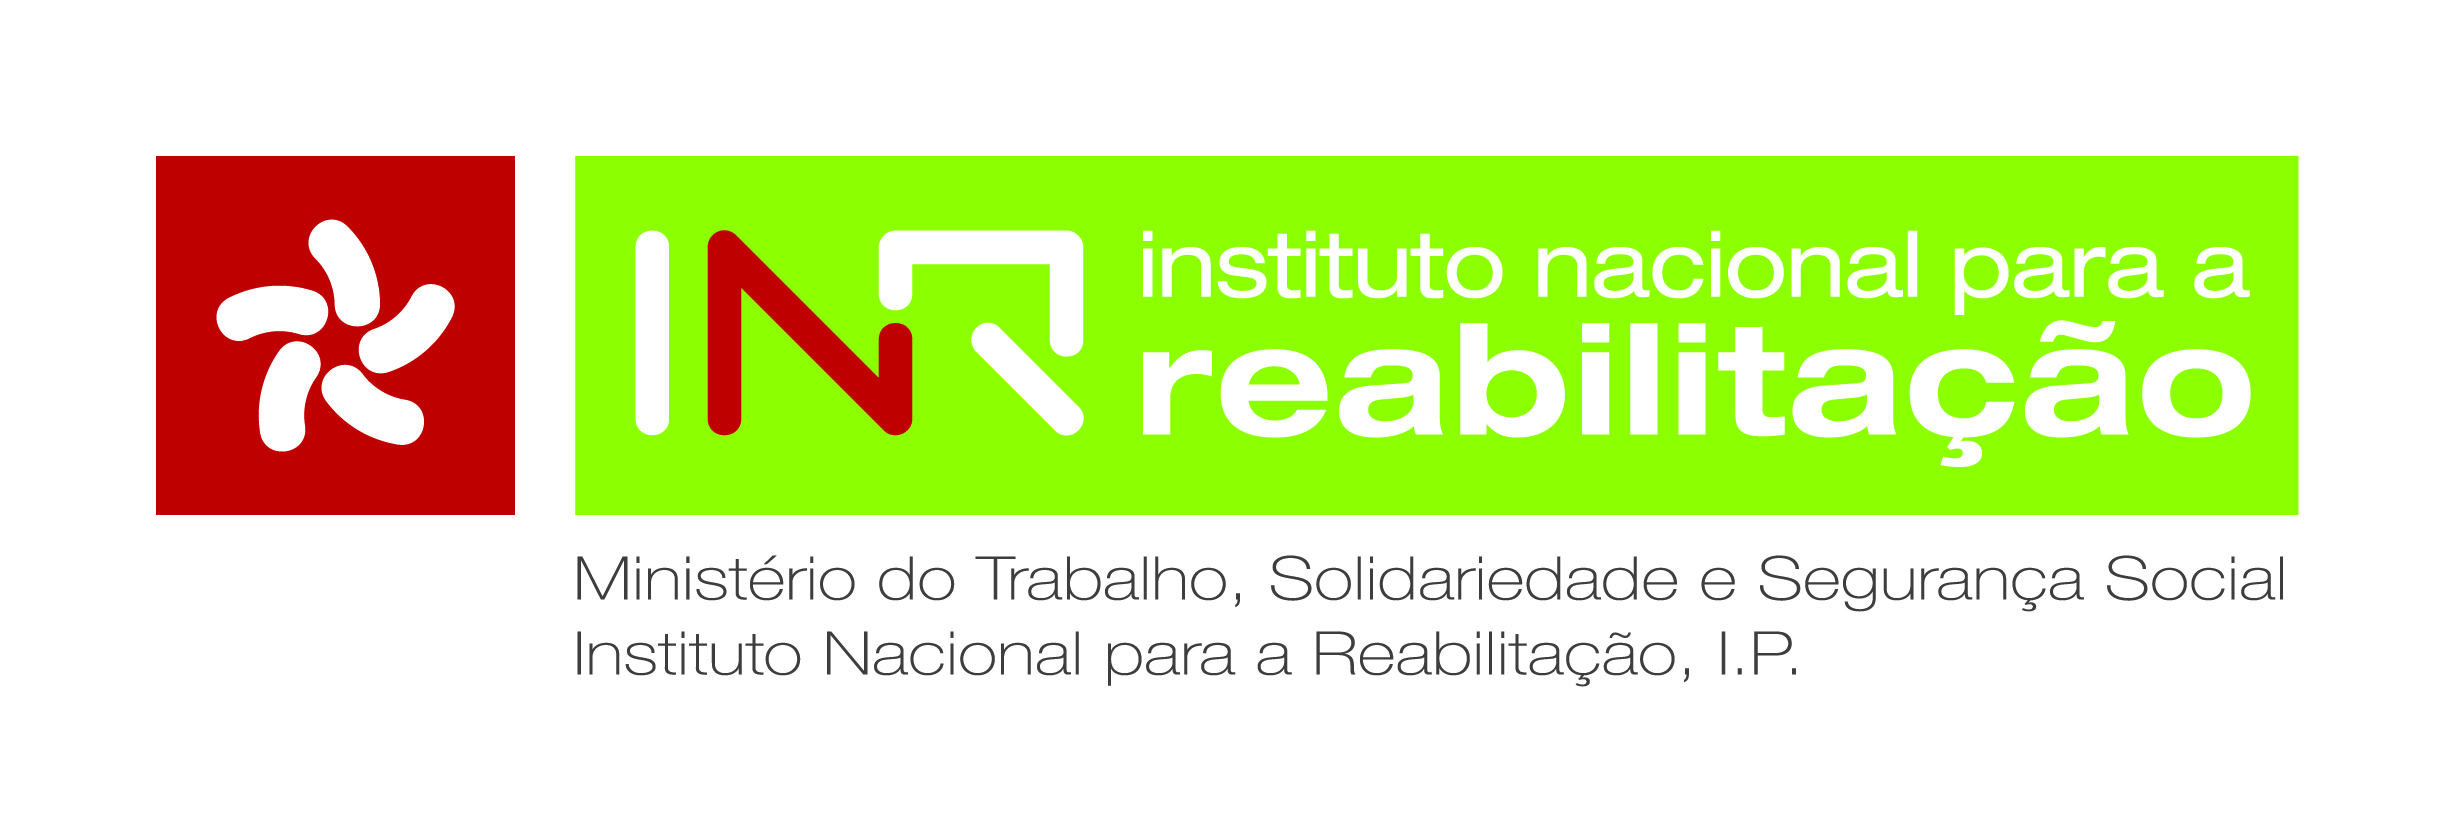 INR
instituto nacional para a
reabilitação
Ministério do Trabalho, Solidariedade e Segurança Social
Instituto Nacional para a Reabilitação, I.P.